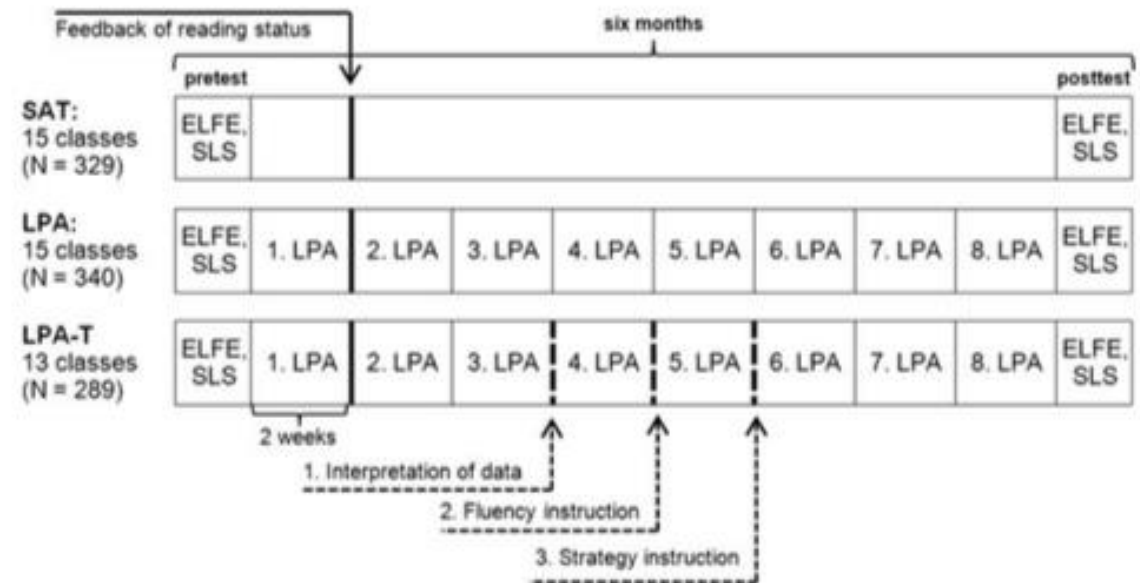 Feedback of reading status
six months
pretest
posttest
SAT:
15 classes
(N = 329)
ELFE,
SLS
ELFE,
SLS
LPA:
15 classes
(N = 340)
ELFE,
SLS
1. LPA
2. LPA
3. LPA
4. LPA
5. LPA
6. LPA
7. LPA
8. LPA
ELFE,
SLS
LPA-T
13 classes
(N = 289)
ELFE,
SLS
1. LPA
2. LPA
3. LPA
4. LPA
5. LPA
6. LPA
7. LPA
8. LPA
ELFE,
SLS
2 weeks
1. Interpretation of data
2. Fluency instruction
3. Strategy instruction